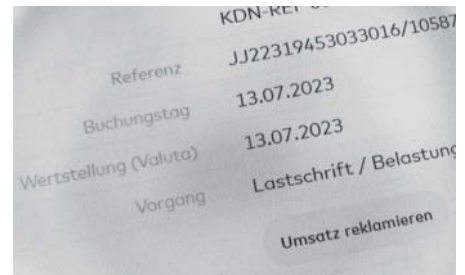 KDN-REF
Referenz JJ22319453033016/10587
Buchungstag 13.07.2023
Wertstellung (Valuta) 13.07.2023
Vorgang Lastschrift / Belastung
Umsatz reklamieren